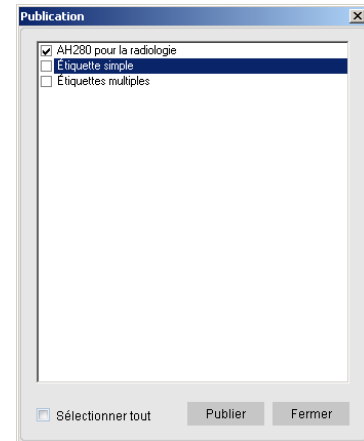 Publication
AH280 pour la radiologie
Étiquette simple
Étiquettes multiples
Sélectionner tout
Publier
Fermer